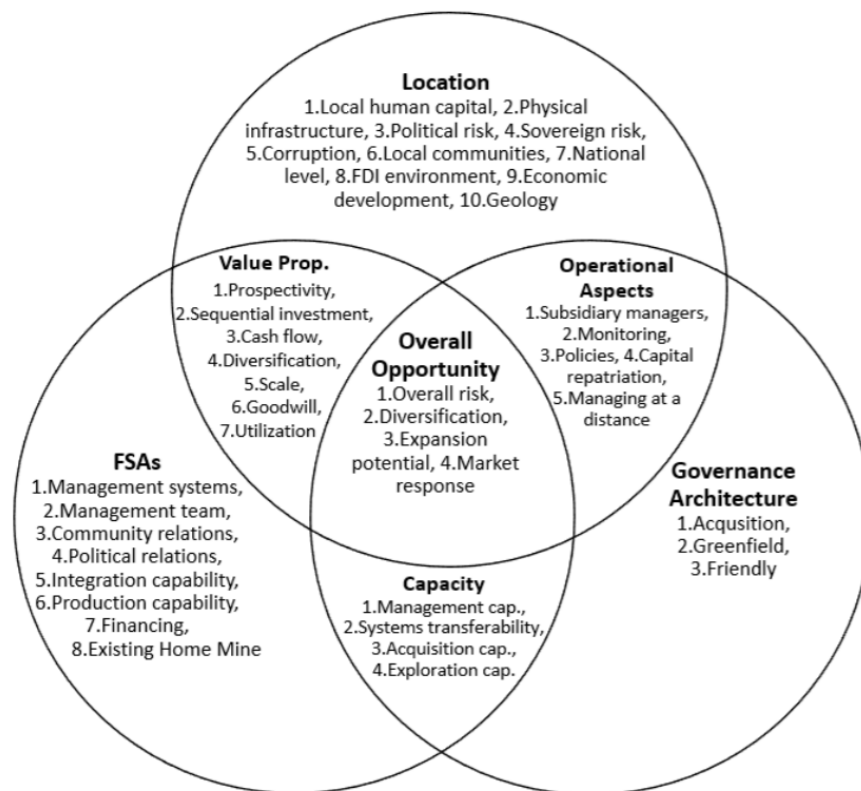 Location
1.Local human capital, 2.Physical
infrastructure, 3.Political risk, 4.Sovereign risk,
5.Corruption, 6.Local communities, 7.National
level, 8.FDI environment, 9.Economic
development, 10.Geology
Value Prop.
1.Prospectivity,
2.Sequential investment,
3.Cash flow,
4.Diversification,
5.Scale,
6.Goodwill,
7.Utilization
Operational
Aspects
1.Subsidiary managers,
2.Monitoring,
3.Policies, 4.Capital
repatriation,
5.Managing at a
distance
Overall
Opportunity
1.Overall risk,
2.Diversification,
3.Expansion
potential, 4.Market
response
FSAs
1.Management systems,
2.Management team,
3.Community relations,
4.Political relations,
5.Integration capability,
6.Production capability,
7.Financing,
8.Existing Home Mine
Governance
Architecture
1.Acqusition,
2.Greenfield,
3.Friendly
Capacity
1.Management cap.,
2.Systems transferability,
3.Acquisition cap.,
4.Exploration cap.